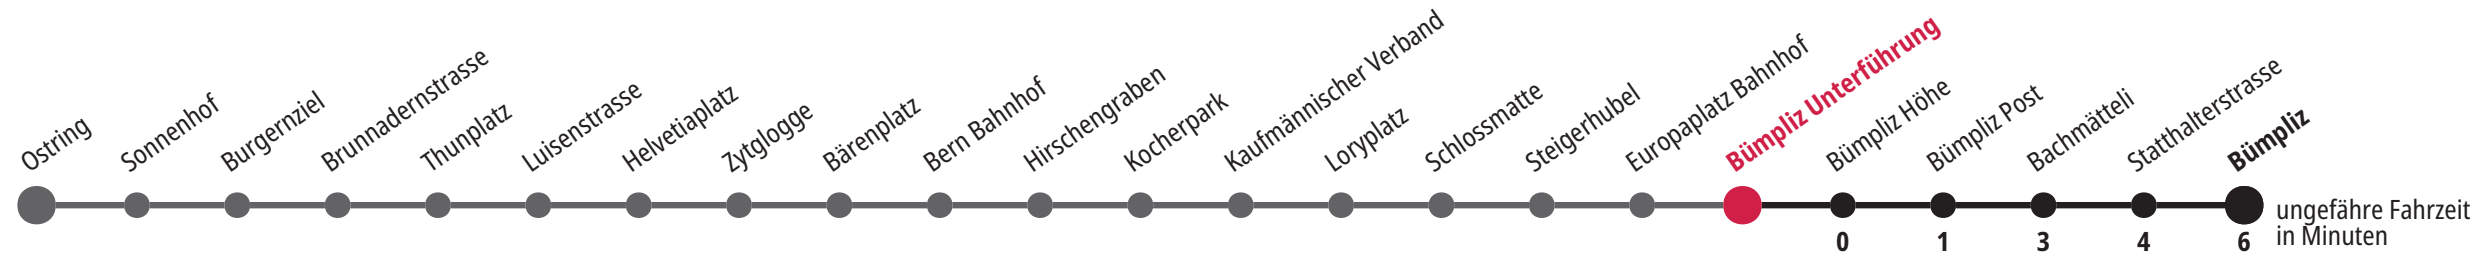 Ostring
Sonnenhof
Burgernziel
Brunnadernstrasse
Thunplatz
Luisenstrasse
Helvetiaplatz
Zytglogge
Bärenplatz
Bern Bahnhof
Hirschengraben
Kocherpark
Kaufmännischer Verband
Loryplatz
Schlossmatte
Steigerhubel
Europaplatz Bahnhof
Bümpliz Unterführung
Bümpliz Höhe
Bümpliz Post
Bachmätteli
Statthalterstrasse
Bümpliz
0 1 3 4 6
ungefähre Fahrzeit
in Minuten